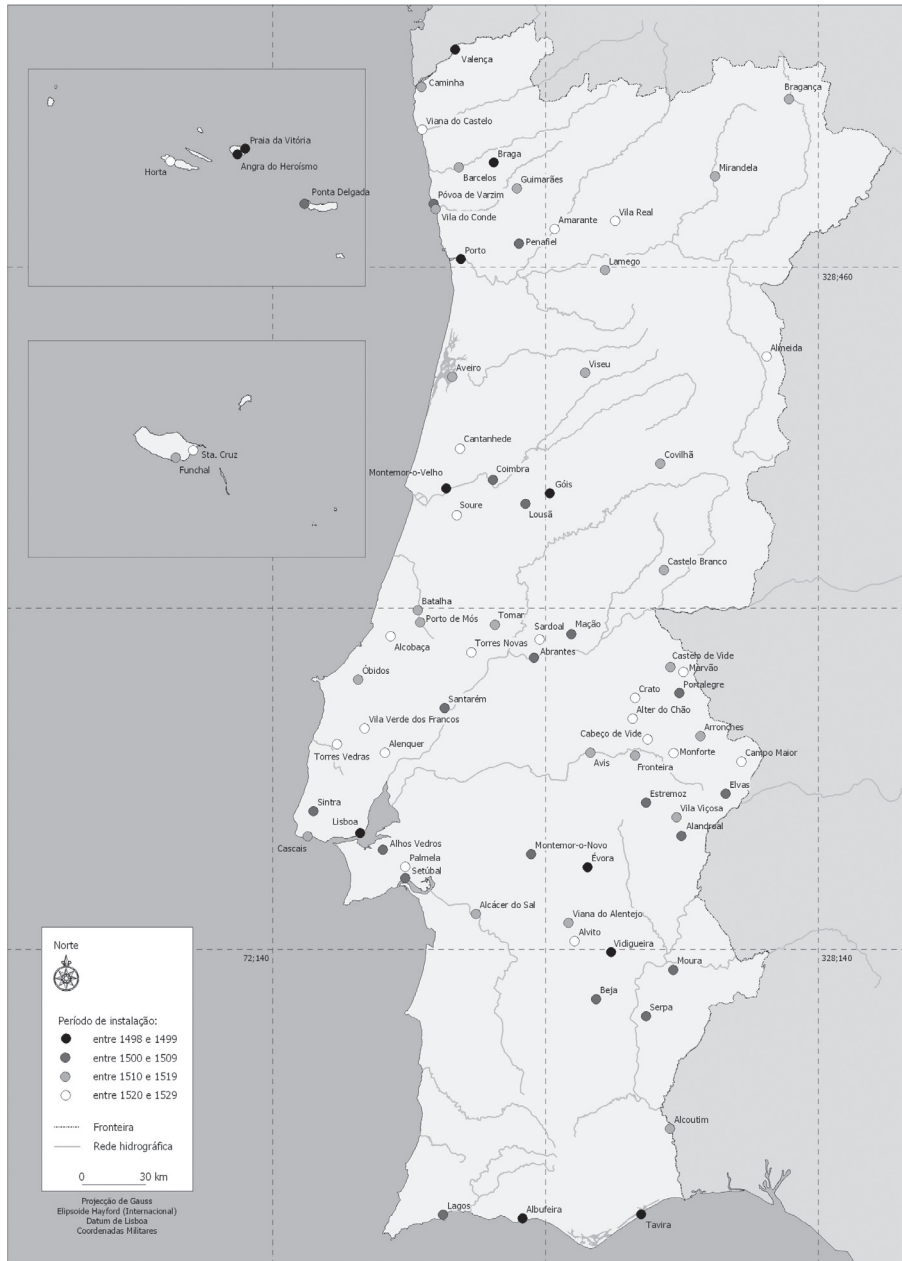 Valença
Caminha
Bragança
Viana do Castelo
Praia da Vitória
Braga
Angra do Heroísmo
Horta
Barcelos
Mirandela
Guimarães
Ponta Delgada
Póvoa de Varzim
Vila do Conde
Amarante
Vila Real
Penafiel
Porto
Lamego
328;460
Almeida
Aveiro
Viseu
Cantanhede
Sta. Cruz
Funchal
Covilhã
Coimbra
Montemor-o-Velho
Góis
Soure
Lousã
Castelo Branco
Batalha
Porto de Mós
Tomar
Sardoal
Mação
Alcobaça
Torres Novas
Abrantes
Castelo de Vide
Marvão
Óbidos
Crato
Portalegre
Santarém
Alter do Chão
Vila Verde dos Francos
Cabeço de Vide
Arronches
Torres Vedras
Alenquer
Avis
Fronteira
Monforte
Campo Maior
Elvas
Estremoz
Sintra
Vila Viçosa
Lisboa
Alandroal
Cascais
Alhos Vedros
Montemor-o-Novo
Palmela
Évora
Setúbal
Alcácer do Sal
Viana do Alentejo
Alvito
Vidigueira
72;140
328;140
Moura
Beja
Serpa
Alcoutim
Lagos
Albufeira
Tavira
Norte
Período de instalação:
entre 1498 e 1499
entre 1500 e 1509
entre 1510 e 1519
entre 1520 e 1529
Fronteira
Rede hidrográfica
0 30 km
Projecção de Gauss
Elipsoide Hayford (Internacional)
Datum de Lisboa
Coordenadas Militares